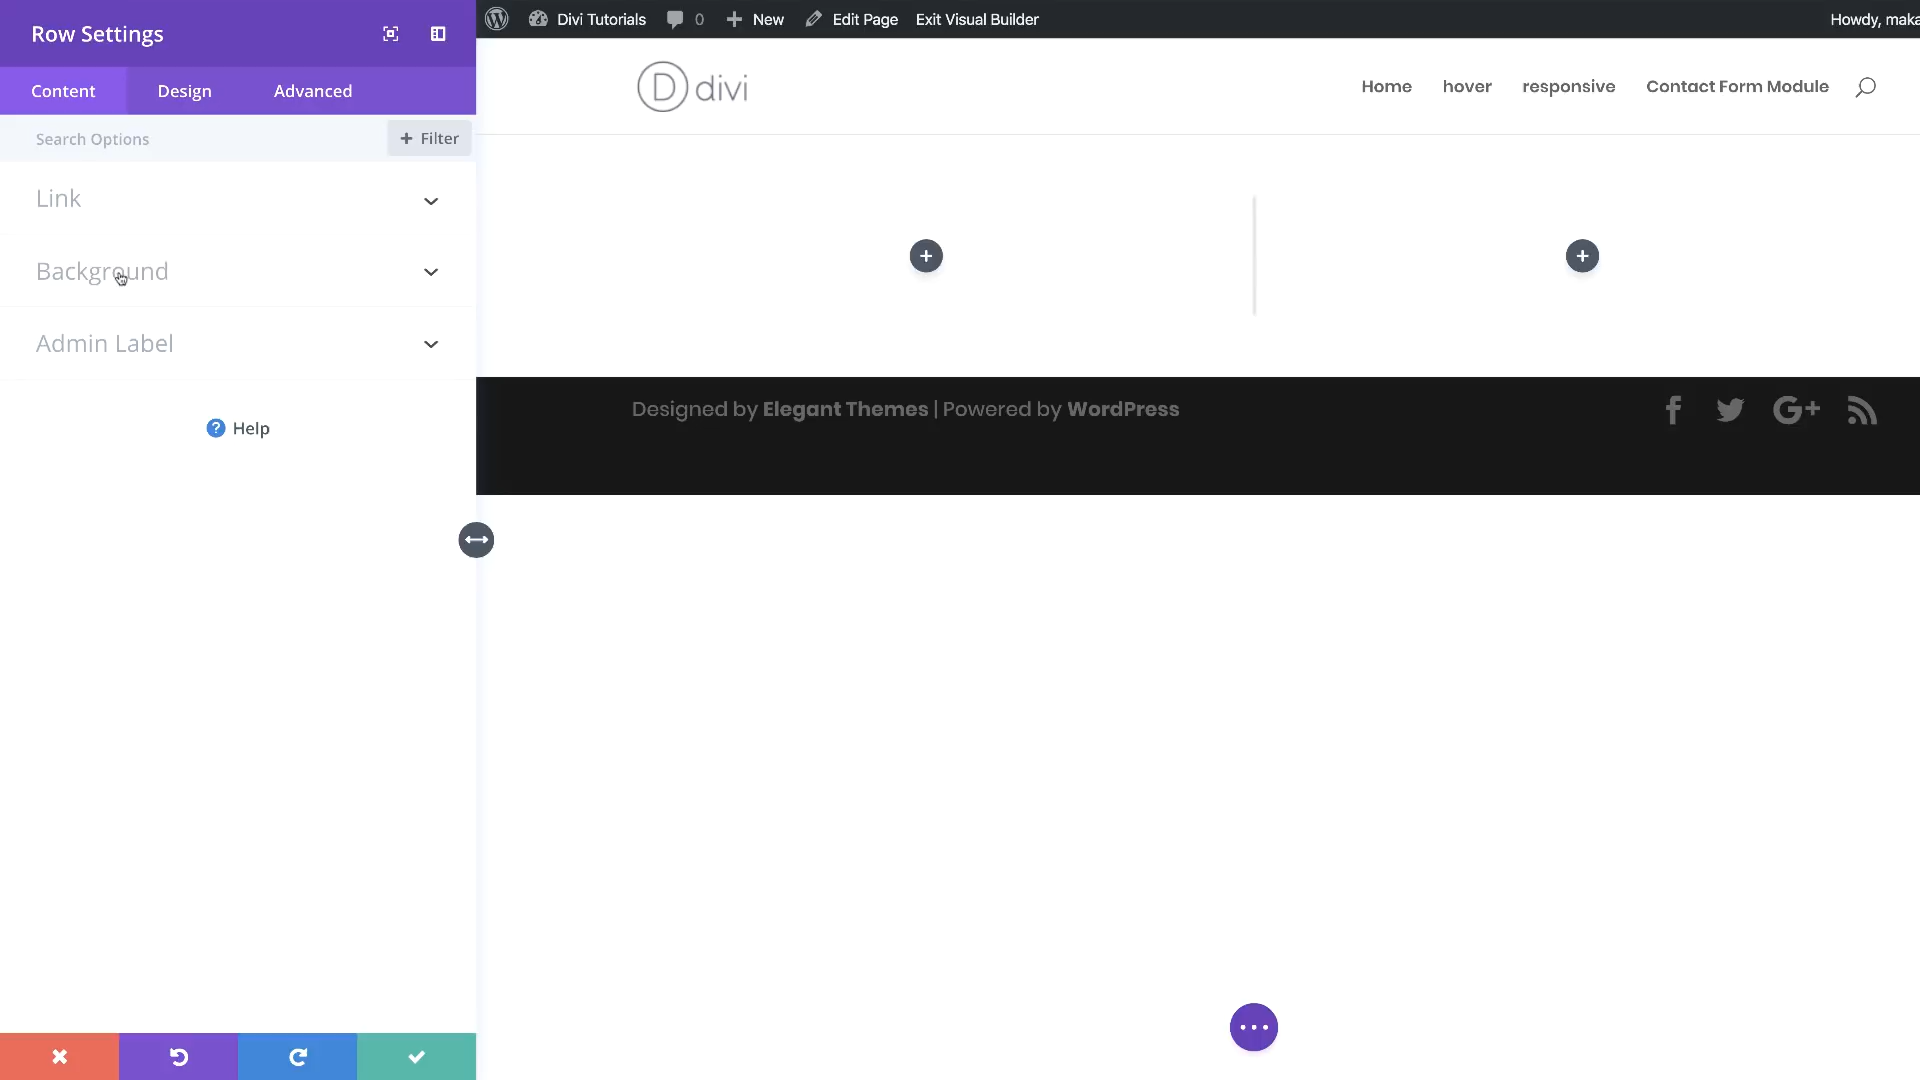 Row Settings
Content Design Advanced
Search Options
+ Filter
Link
Background
Admin Label
? Help
Divi Tutorials 0 New Edit Page Exit Visual Builder Howdy, maka
D divi
Home hover responsive Contact Form Module
Designed by Elegant Themes | Powered by WordPress